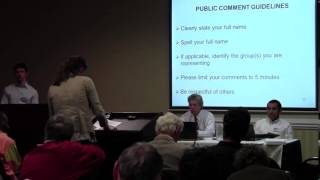 PUBLIC COMMENT GUIDELINES
Clearly state your full name
Spell your full name
If applicable, identify the group(s) you are
representing
Please limit your comments to 5 minutes
Be respectful of others